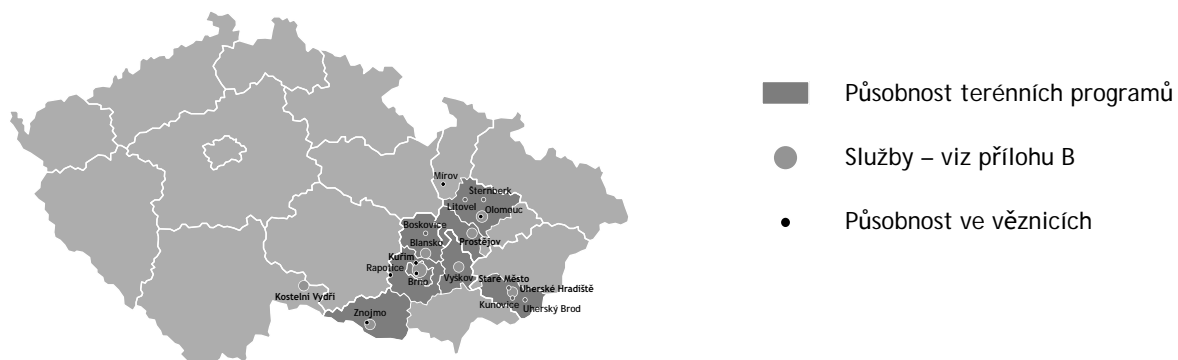 Mírov
Šternberk
Litovel
Olomouc
Boskovice
Prostějov
Blansko
Kuřim
Rapotice
Vyškov
Brno
Staré Město
Uherské Hradiště
Kostelní Vydří
Kunovice
Uherský Brod
Znojmo
Působnost terénních programů
Služby – viz přílohu B
Působnost ve věznicích